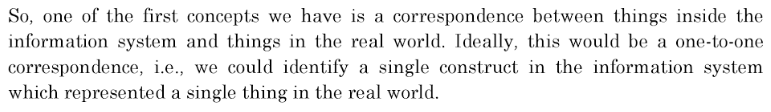 So, one of the first concepts we have is a correspondence between things inside the
information system and things in the real world. Ideally, this would be a one-to-one
correspondence, i.e., we could identify a single construct in the information system
which represented a single thing in the real world.